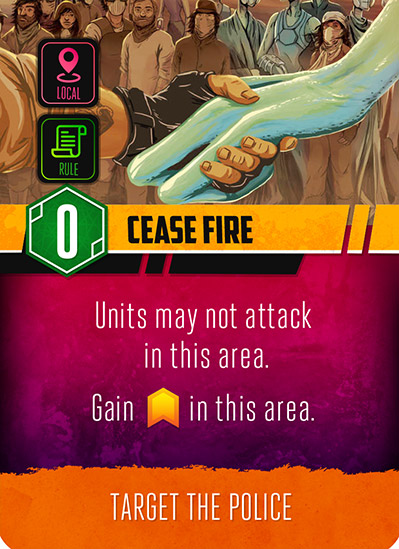 LOCAL
RULE
0
CEASE FIRE
Units may not attack
in this area.
Gain in this area.
TARGET THE POLICE